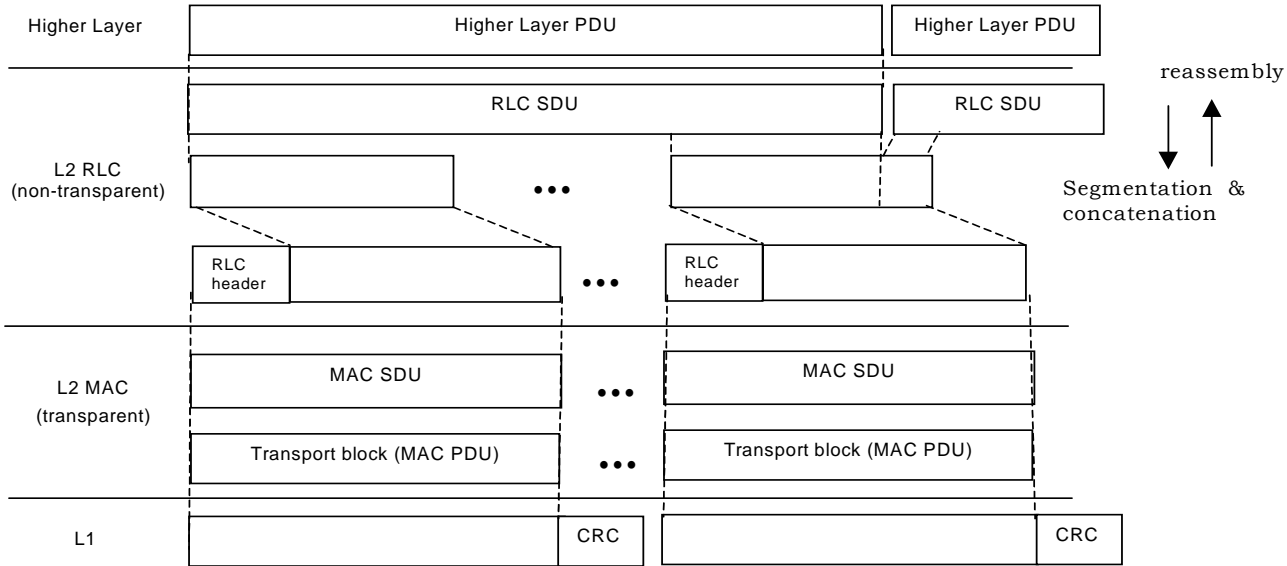 Higher Layer
Higher Layer PDU
Higher Layer PDU
reassembly
RLC SDU
RLC SDU
L2 RLC
(non-transparent)
Segmentation &
concatenation
RLC
header
RLC
header
L2 MAC
(transparent)
MAC SDU
MAC SDU
Transport block (MAC PDU)
Transport block (MAC PDU)
L1
CRC
CRC